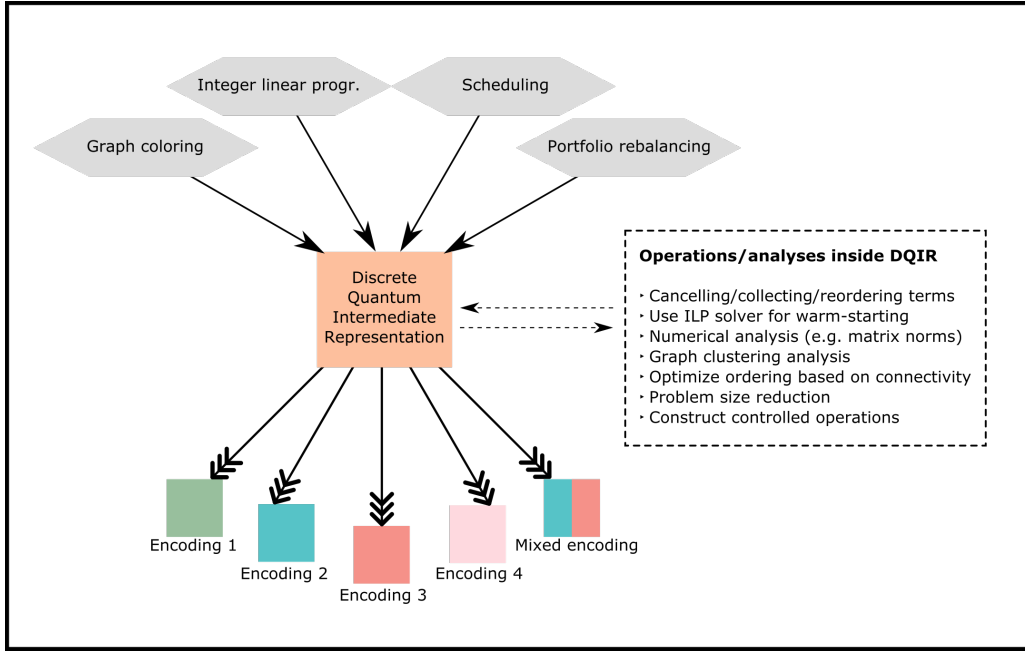 Integer linear progr.
Scheduling
Graph coloring
Portfolio rebalancing
Discrete
Quantum
Intermediate
Representation
Operations/analyses inside DQIR
‣ Cancelling/collecting/reordering terms
‣ Use ILP solver for warm-starting
‣ Numerical analysis (e.g. matrix norms)
‣ Graph clustering analysis
‣ Optimize ordering based on connectivity
‣ Problem size reduction
‣ Construct controlled operations
Encoding 1
Encoding 2
Encoding 3
Encoding 4
Mixed encoding